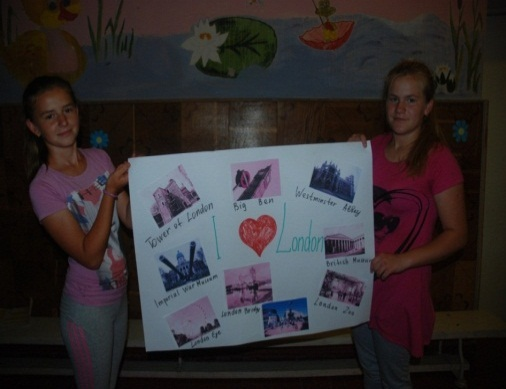 Tower of London
Big Ben
Westminster Abbey
I
London
British Museum
Imperial War Museum
London Bridge
London Zoo
London Eye